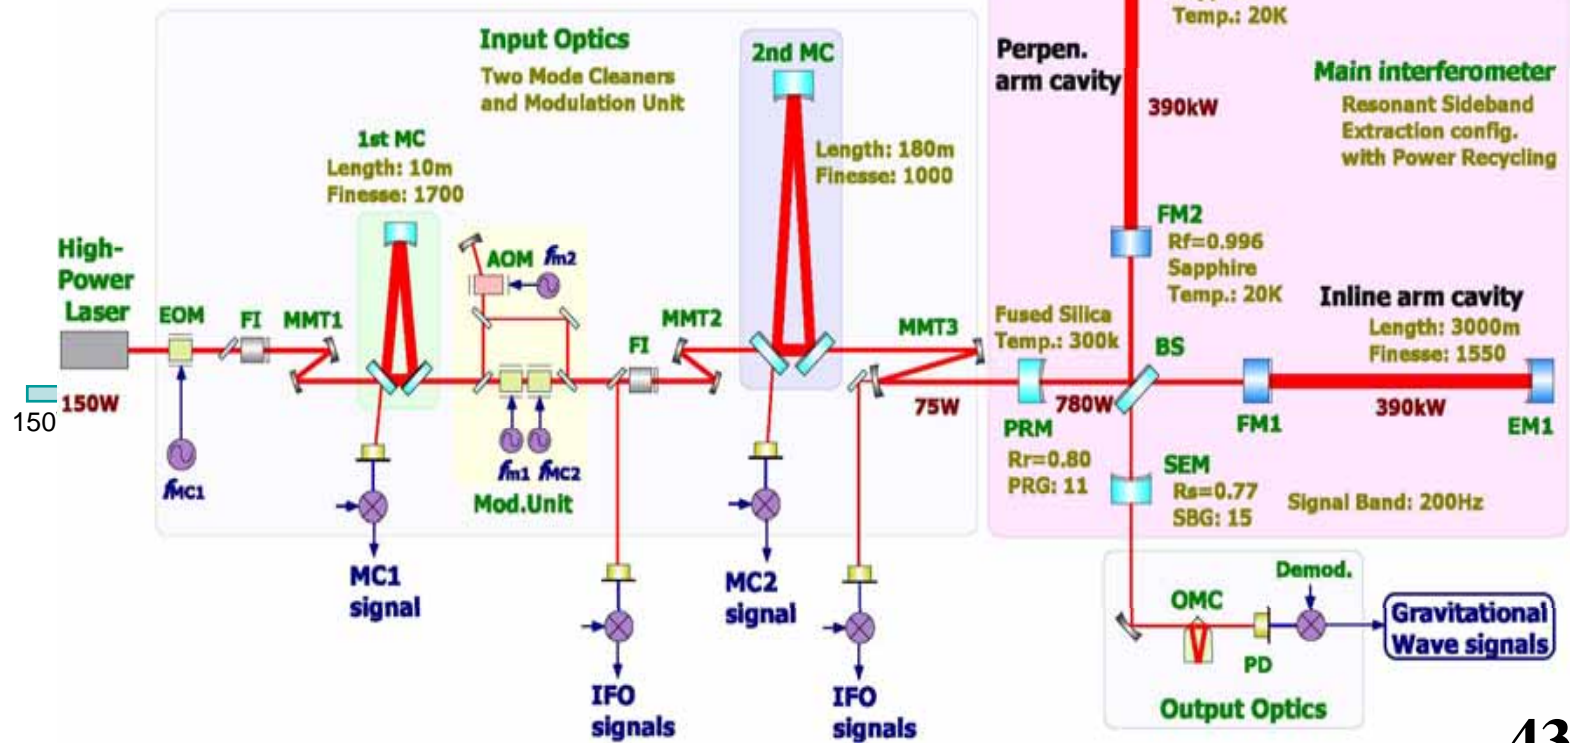 Temp.: 20K
Input Optics
Two Mode Cleaners
and Modulation Unit
2nd MC
Perpen.
arm cavity
Main interferometer
Resonant Sideband
Extraction config.
with Power Recycling
390kW
1st MC
Length: 10m
Finesse: 1700
Length: 180m
Finesse: 1000
FM2
Rf=0.996
Sapphire
Temp.: 20K
High-
Power
Laser
EOM
FI
MMT1
AOM
fm2
FI
MMT2
MMT3
Fused Silica
Temp.: 300k
BS
Inline arm cavity
Length: 3000m
Finesse: 1550
150
150W
75W
780W
390kW
PRM
Rr=0.80
PRG: 11
FM1
EM1
fMC1
fm1
fMC2
Mod.Unit
SEM
Rs=0.77
SBG: 15
Signal Band: 200Hz
MC1
signal
MC2
signal
IFO
signals
IFO
signals
Demod.
OMC
PD
Gravitational
Wave signals
Output Optics
43